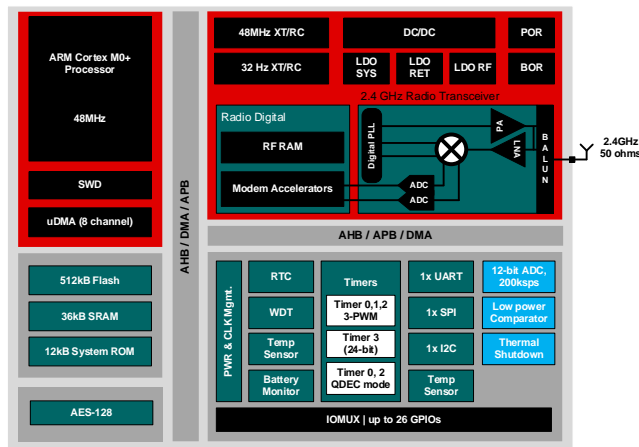 ARM Cortex M0+
Processor
48MHz
SWD
uDMA (8 channel)
512kB Flash
36kB SRAM
12kB System ROM
AES-128
AHB / DMA / APB
48MHz XT/RC
DC/DC
POR
32 Hz XT/RC
LDO
SYS
LDO
RET
LDO RF
BOR
2.4 GHz Radio Transceiver
Radio Digital
RF RAM
Modem Accelerators
Digital PLL
ADC
ADC
PA
LNA
BALUN
2.4GHz
50 ohms
AHB / APB / DMA
PWR & CLK Mgmt.
RTC
WDT
Temp
Sensor
Battery
Monitor
Timers
Timer 0,1,2
3-PWM
Timer 3
(24-bit)
Timer 0, 2
QDEC mode
1x UART
1x SPI
1x I2C
Temp
Sensor
12-bit ADC,
200ksps
Low power
Comparator
Thermal
Shutdown
IOMUX | up to 26 GPIOs